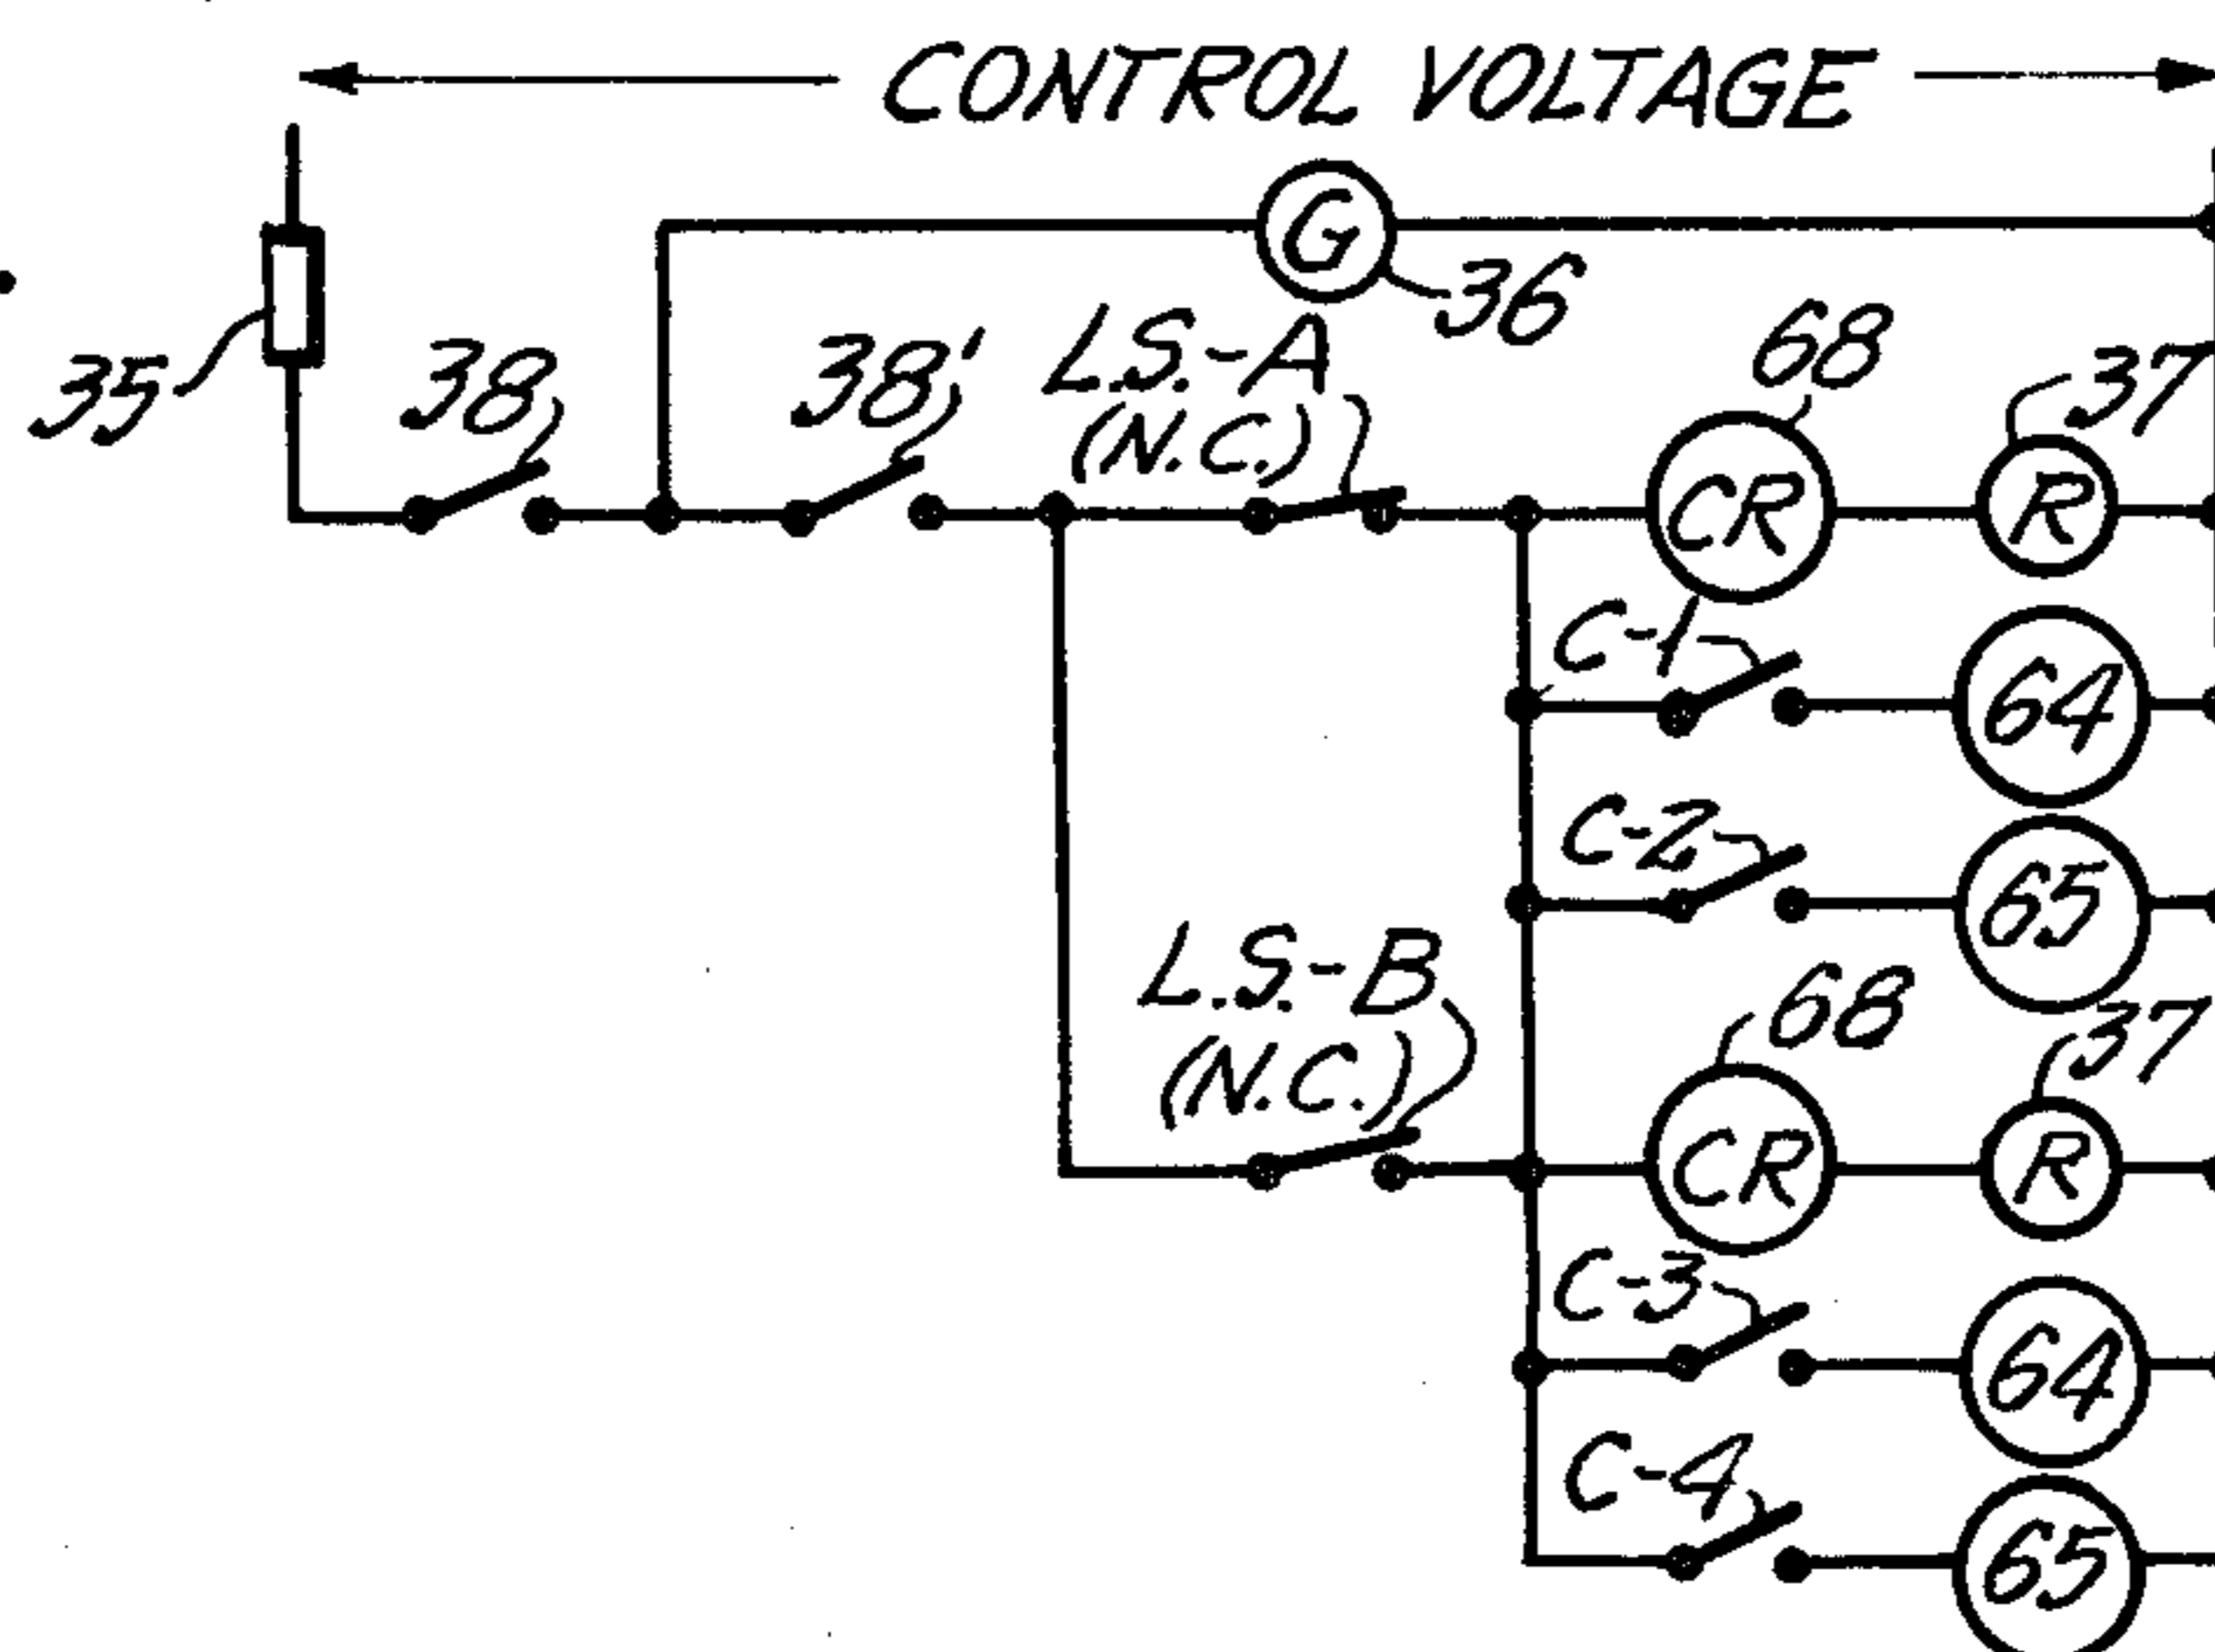 CONTROL VOLTAGE
G
36
35
38
38'
L.S.-A
(N.C.)
68
37
CR
R
C-1
64
C-2
65
L.S.-B
(N.C.)
68
37
CR
R
C-3
64
C-4
65